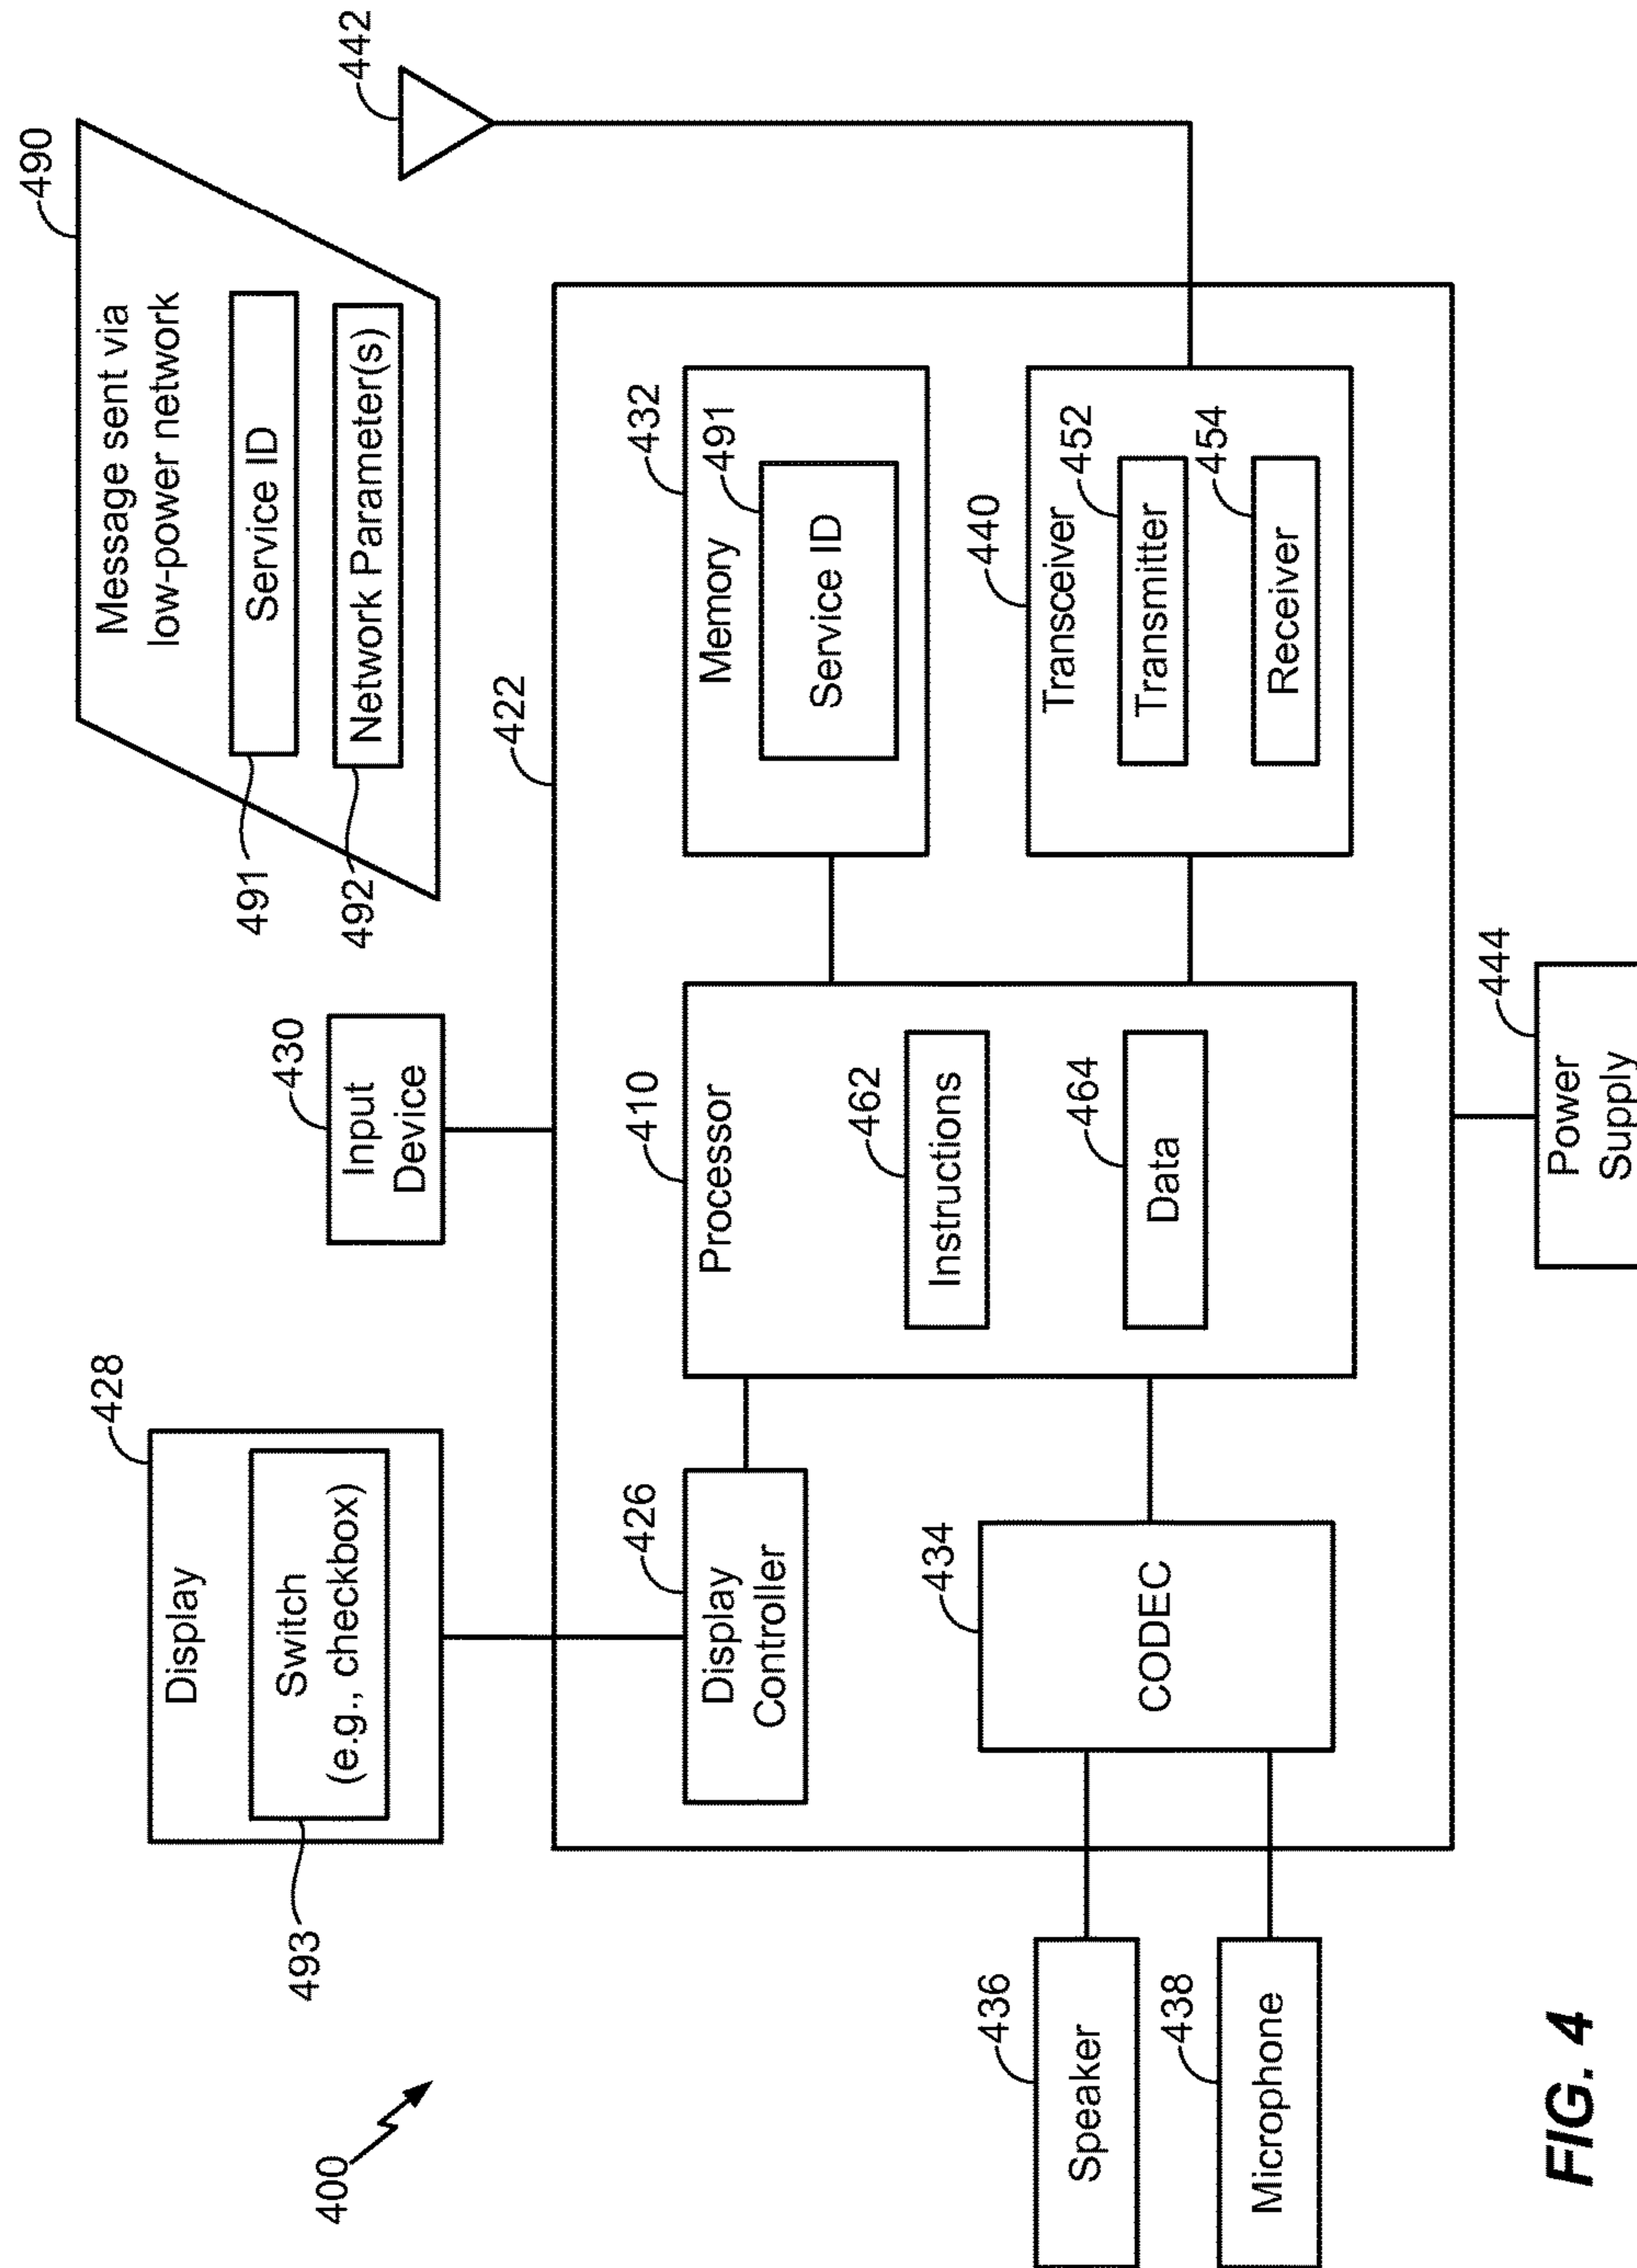 400
428
Display
Switch
(e.g., checkbox)
493
430
Input
Device
490
Message sent via
low-power network
Service ID
Network Parameter(s)
491
492
442
422
426
Display
Controller
410
Processor
Instructions
462
Data
464
432
Memory
491
Service ID
440
Transceiver
452
Transmitter
454
Receiver
434
CODEC
436
Speaker
438
Microphone
444
Power
Supply
FIG. 4